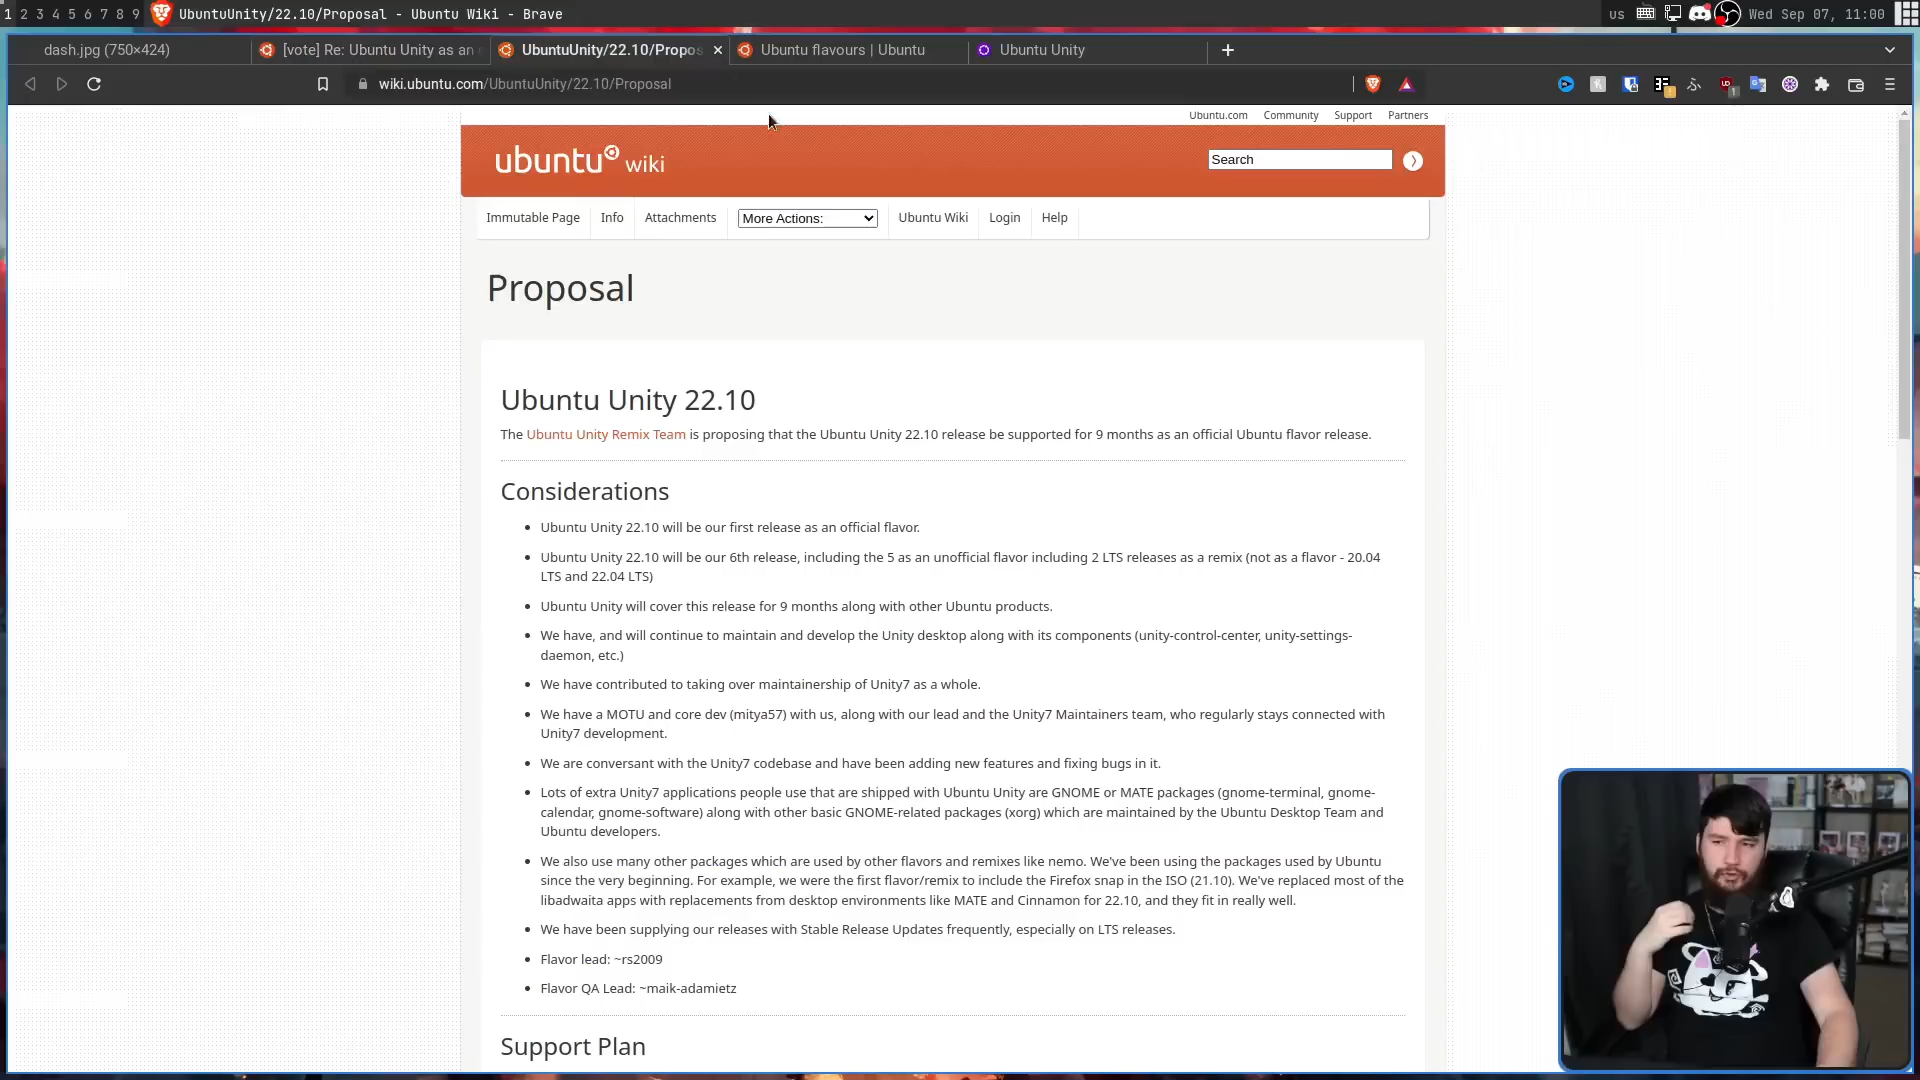 1 2 3 4 5 6 7 8 9 UbuntuUnity/22.10/Proposal - Ubuntu Wiki - Brave us Wed Sep 07, 11:00
dash.jpg (750×424) [vote] Re: Ubuntu Unity as an UbuntuUnity/22.10/Propos Ubuntu flavours | Ubuntu Ubuntu Unity
wiki.ubuntu.com/UbuntuUnity/22.10/Proposal
Ubuntu.com Community Support Partners
ubuntu wiki Search
Immutable Page Info Attachments More Actions: Ubuntu Wiki Login Help
Proposal
Ubuntu Unity 22.10
The Ubuntu Unity Remix Team is proposing that the Ubuntu Unity 22.10 release be supported for 9 months as an official Ubuntu flavor release.
Considerations
Ubuntu Unity 22.10 will be our first release as an official flavor.
Ubuntu Unity 22.10 will be our 6th release, including the 5 as an unofficial flavor including 2 LTS releases as a remix (not as a flavor - 20.04
LTS and 22.04 LTS)
Ubuntu Unity will cover this release for 9 months along with other Ubuntu products.
We have, and will continue to maintain and develop the Unity desktop along with its components (unity-control-center, unity-settings-
daemon, etc.)
We have contributed to taking over maintainership of Unity7 as a whole.
We have a MOTU and core dev (mitya57) with us, along with our lead and the Unity7 Maintainers team, who regularly stays connected with
Unity7 development.
We are conversant with the Unity7 codebase and have been adding new features and fixing bugs in it.
Lots of extra Unity7 applications people use that are shipped with Ubuntu Unity are GNOME or MATE packages (gnome-terminal, gnome-
calendar, gnome-software) along with other basic GNOME-related packages (xorg) which are maintained by the Ubuntu Desktop Team and
Ubuntu developers.
We also use many other packages which are used by other flavors and remixes like nemo. We've been using the packages used by Ubuntu
since the very beginning. For example, we were the first flavor/remix to include the Firefox snap in the ISO (21.10). We've replaced most of the
libadwaita apps with replacements from desktop environments like MATE and Cinnamon for 22.10, and they fit in really well.
We have been supplying our releases with Stable Release Updates frequently, especially on LTS releases.
Flavor lead: ~rs2009
Flavor QA Lead: ~maik-adamietz
Support Plan